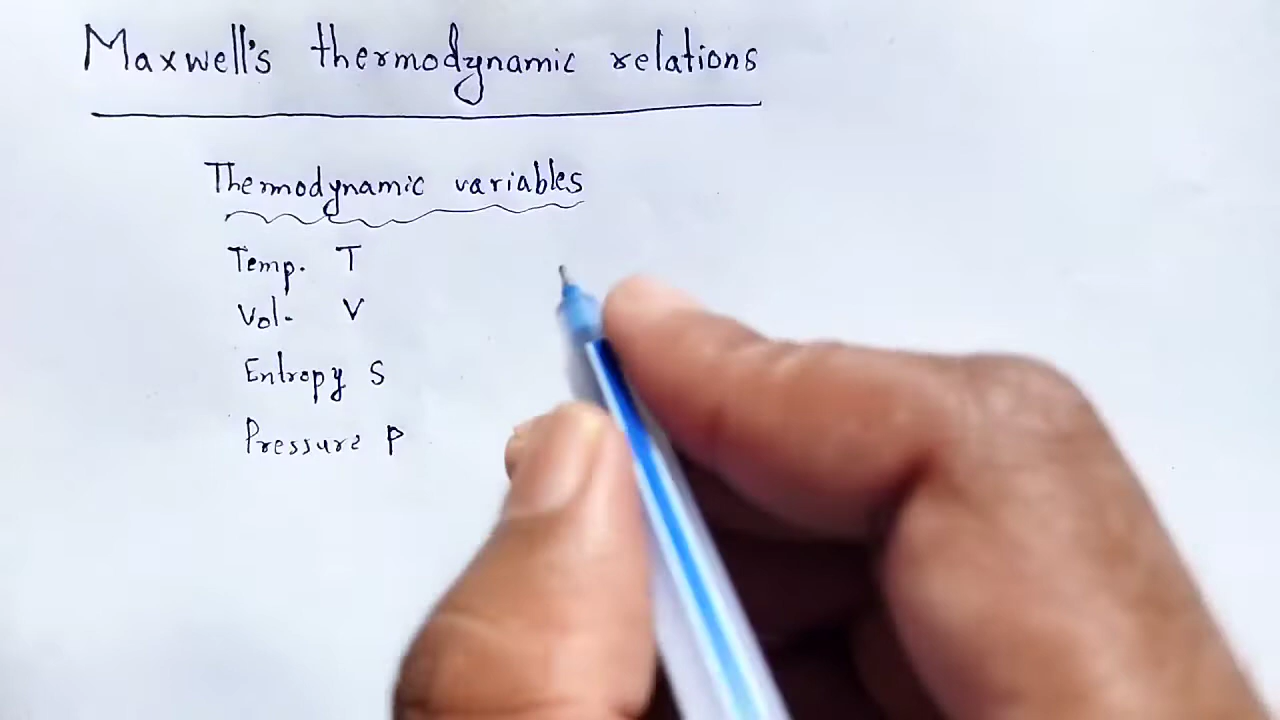 Maxwell's thermodynamic relations
Thermodynamic variables
Temp. T
Vol. V
Entropy S
Pressure P